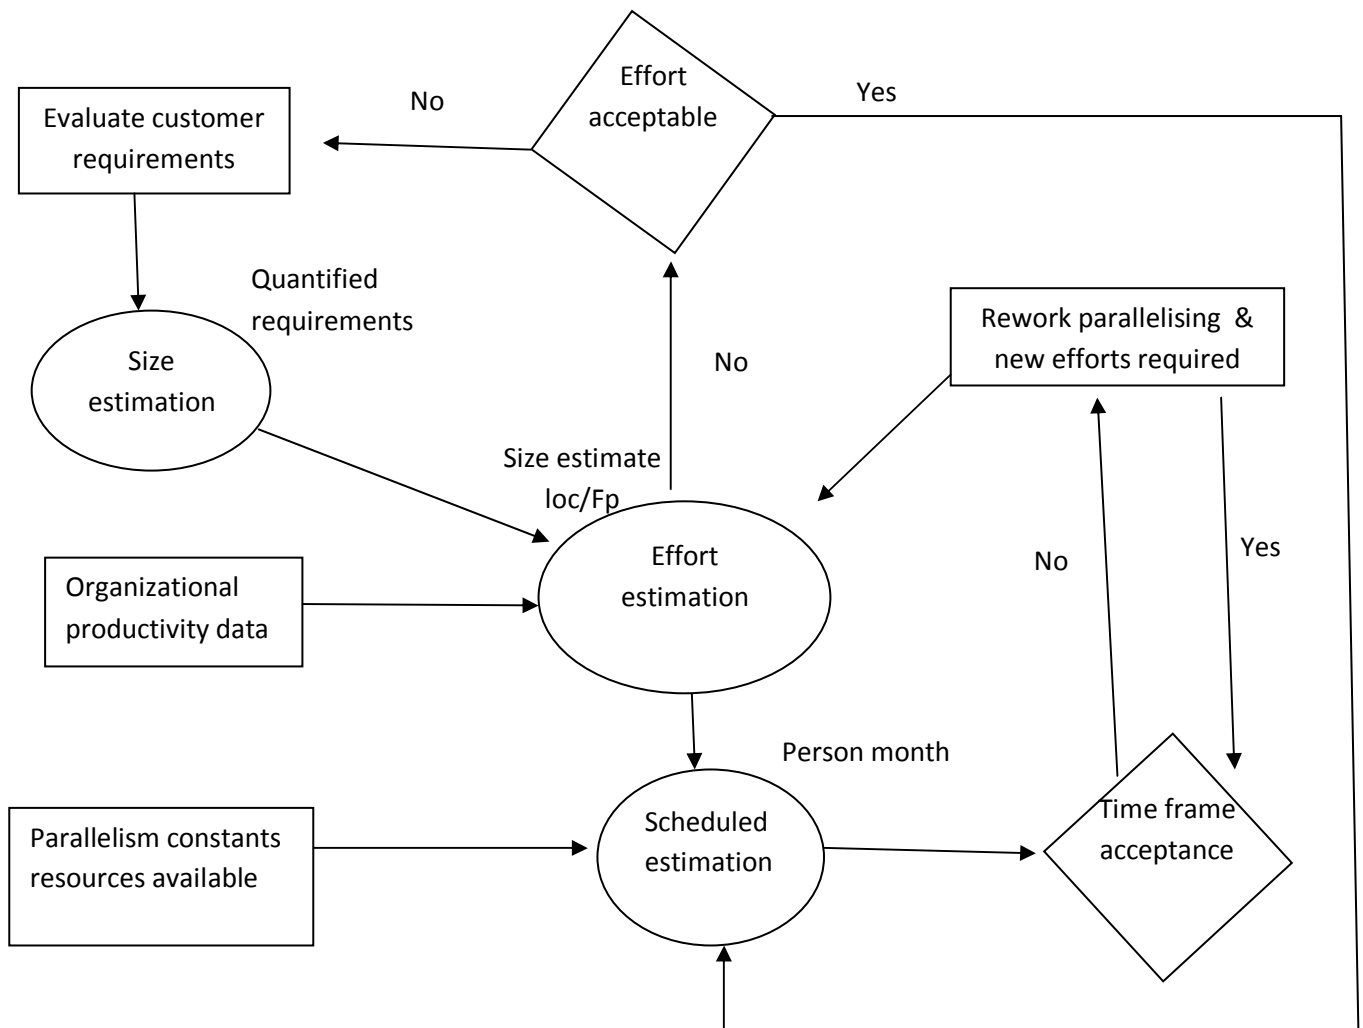 Effort
acceptable
No
Yes
Evaluate customer
requirements
Quantified
requirements
Size
estimation
Rework parallelising &
new efforts required
No
Size estimate
loc/Fp
Effort
estimation
No
Yes
Organizational
productivity data
Person month
Parallelism constants
resources available
Scheduled
estimation
Time frame
acceptance